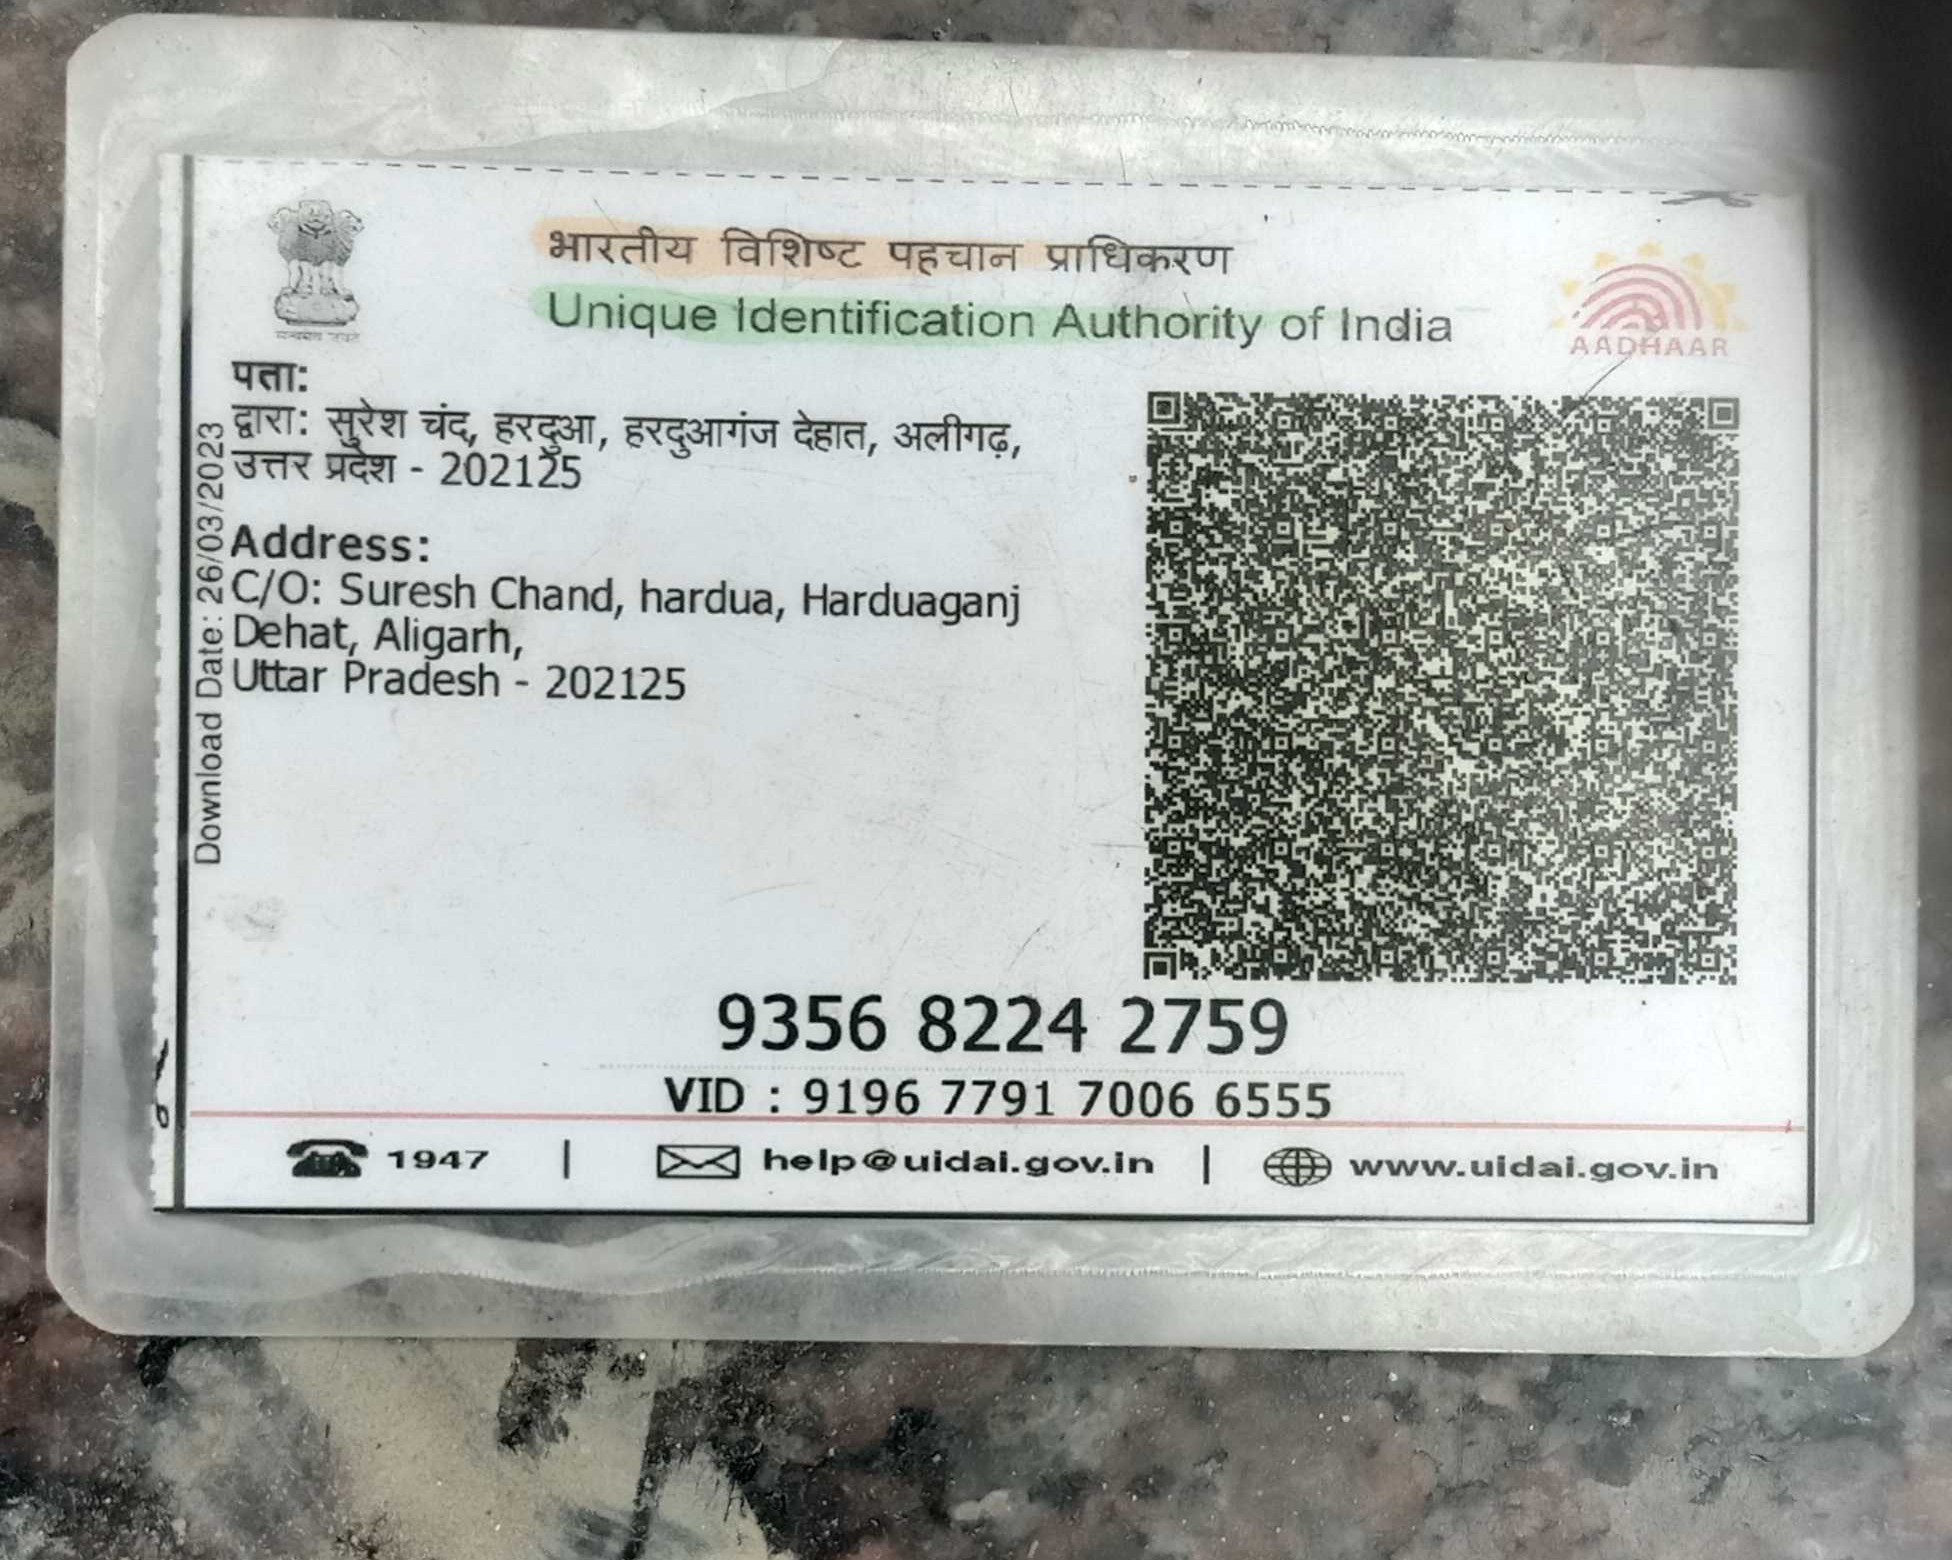 भारतीय विशिष्ट पहचान प्राधिकरण
Unique Identification Authority of India
AADHAAR
पता:
द्वारा: सुरेश चंद, हरदुआ, हरदुआगंज देहात, अलीगढ़,
उत्तर प्रदेश - 202125
Address:
C/O: Suresh Chand, hardua, Harduaganj
Dehat, Aligarh,
Uttar Pradesh - 202125
Download Date: 26/03/2023
9356 8224 2759
VID : 9196 7791 7006 6555
1947 | help@uidai.gov.in | www.uidai.gov.in